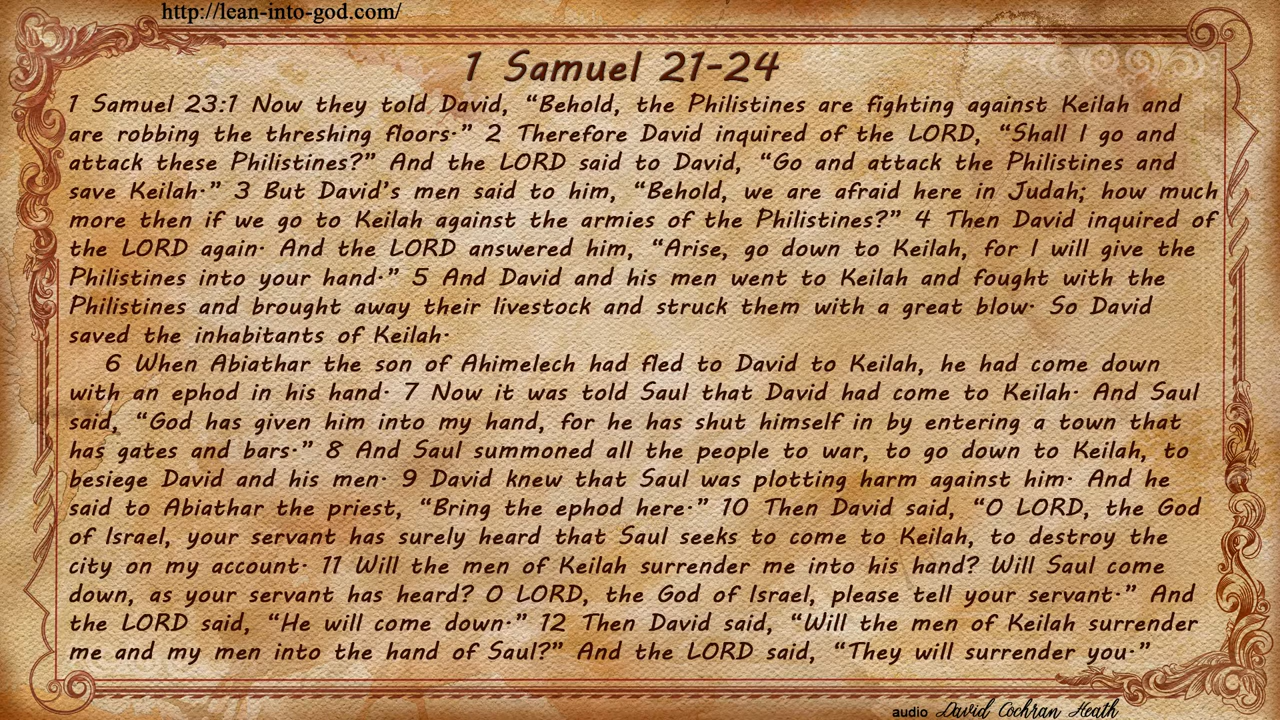 http://lean-into-god.com/
1 Samuel 21-24
1 Samuel 23:1 Now they told David, “Behold, the Philistines are fighting against Keilah and
are robbing the threshing floors.” 2 Therefore David inquired of the LORD, “Shall I go and
attack these Philistines?” And the LORD said to David, “Go and attack the Philistines and
save Keilah.” 3 But David’s men said to him, “Behold, we are afraid here in Judah; how much
more then if we go to Keilah against the armies of the Philistines?” 4 Then David inquired of
the LORD again. And the LORD answered him, “Arise, go down to Keilah, for I will give the
Philistines into your hand.” 5 And David and his men went to Keilah and fought with the
Philistines and brought away their livestock and struck them with a great blow. So David
saved the inhabitants of Keilah.
6 When Abiathar the son of Ahimelech had fled to David to Keilah, he had come down
with an ephod in his hand. 7 Now it was told Saul that David had come to Keilah. And Saul
said, “God has given him into my hand, for he has shut himself in by entering a town that
has gates and bars.” 8 And Saul summoned all the people to war, to go down to Keilah, to
besiege David and his men. 9 David knew that Saul was plotting harm against him. And he
said to Abiathar the priest, “Bring the ephod here.” 10 Then David said, “O LORD, the God
of Israel, your servant has surely heard that Saul seeks to come to Keilah, to destroy the
city on my account. 11 Will the men of Keilah surrender me into his hand? Will Saul come
down, as your servant has heard? O LORD, the God of Israel, please tell your servant.” And
the LORD said, “He will come down.” 12 Then David said, “Will the men of Keilah surrender
me and my men into the hand of Saul?” And the LORD said, “They will surrender you.”
audio David Cochran Heath